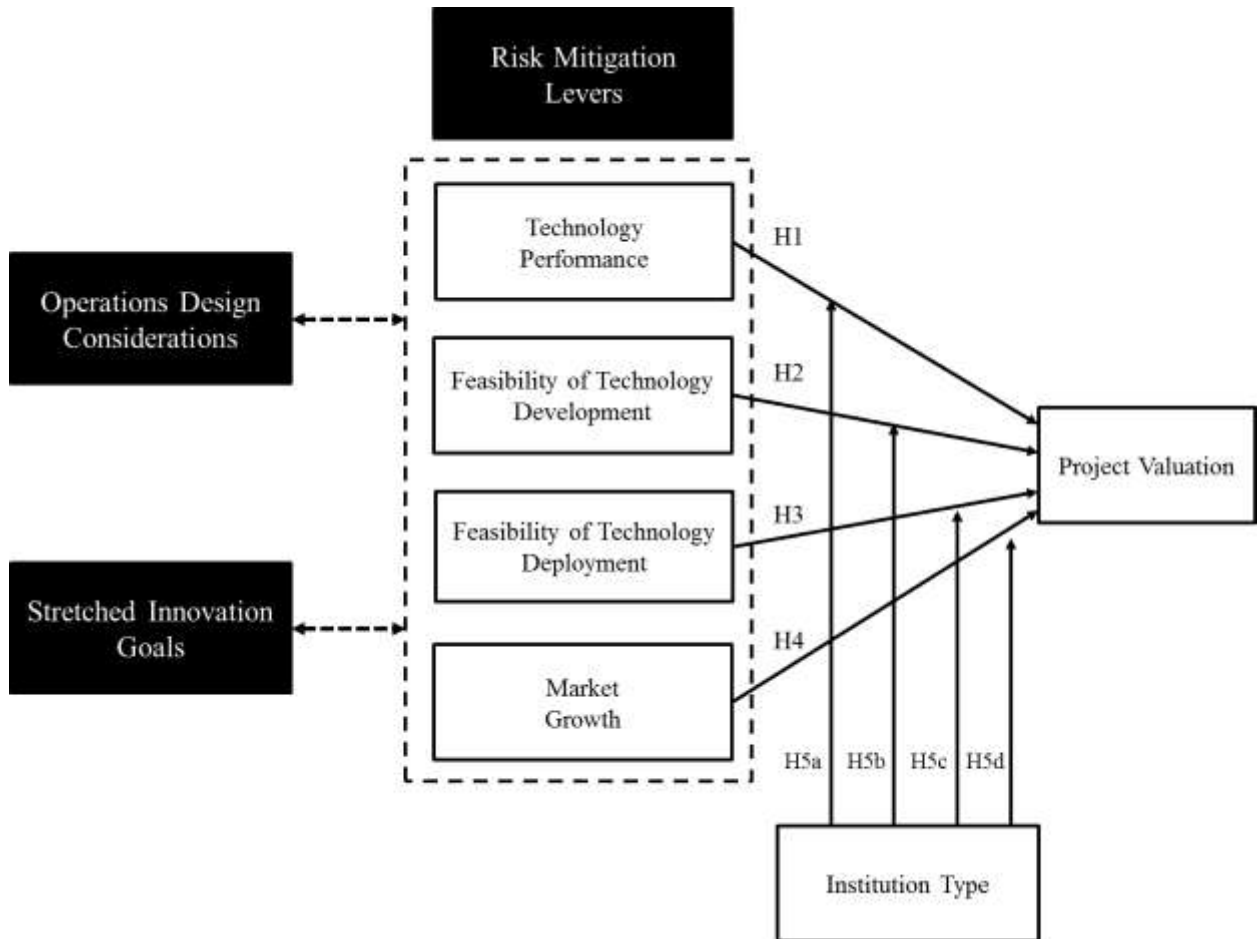 Risk Mitigation
Levers
Technology
Performance
H1
Operations Design
Considerations
Feasibility of Technology
Development
H2
Project Valuation
Feasibility of Technology
Deployment
H3
Stretched Innovation
Goals
Market
Growth
H4
H5a
H5b
H5c
H5d
Institution Type